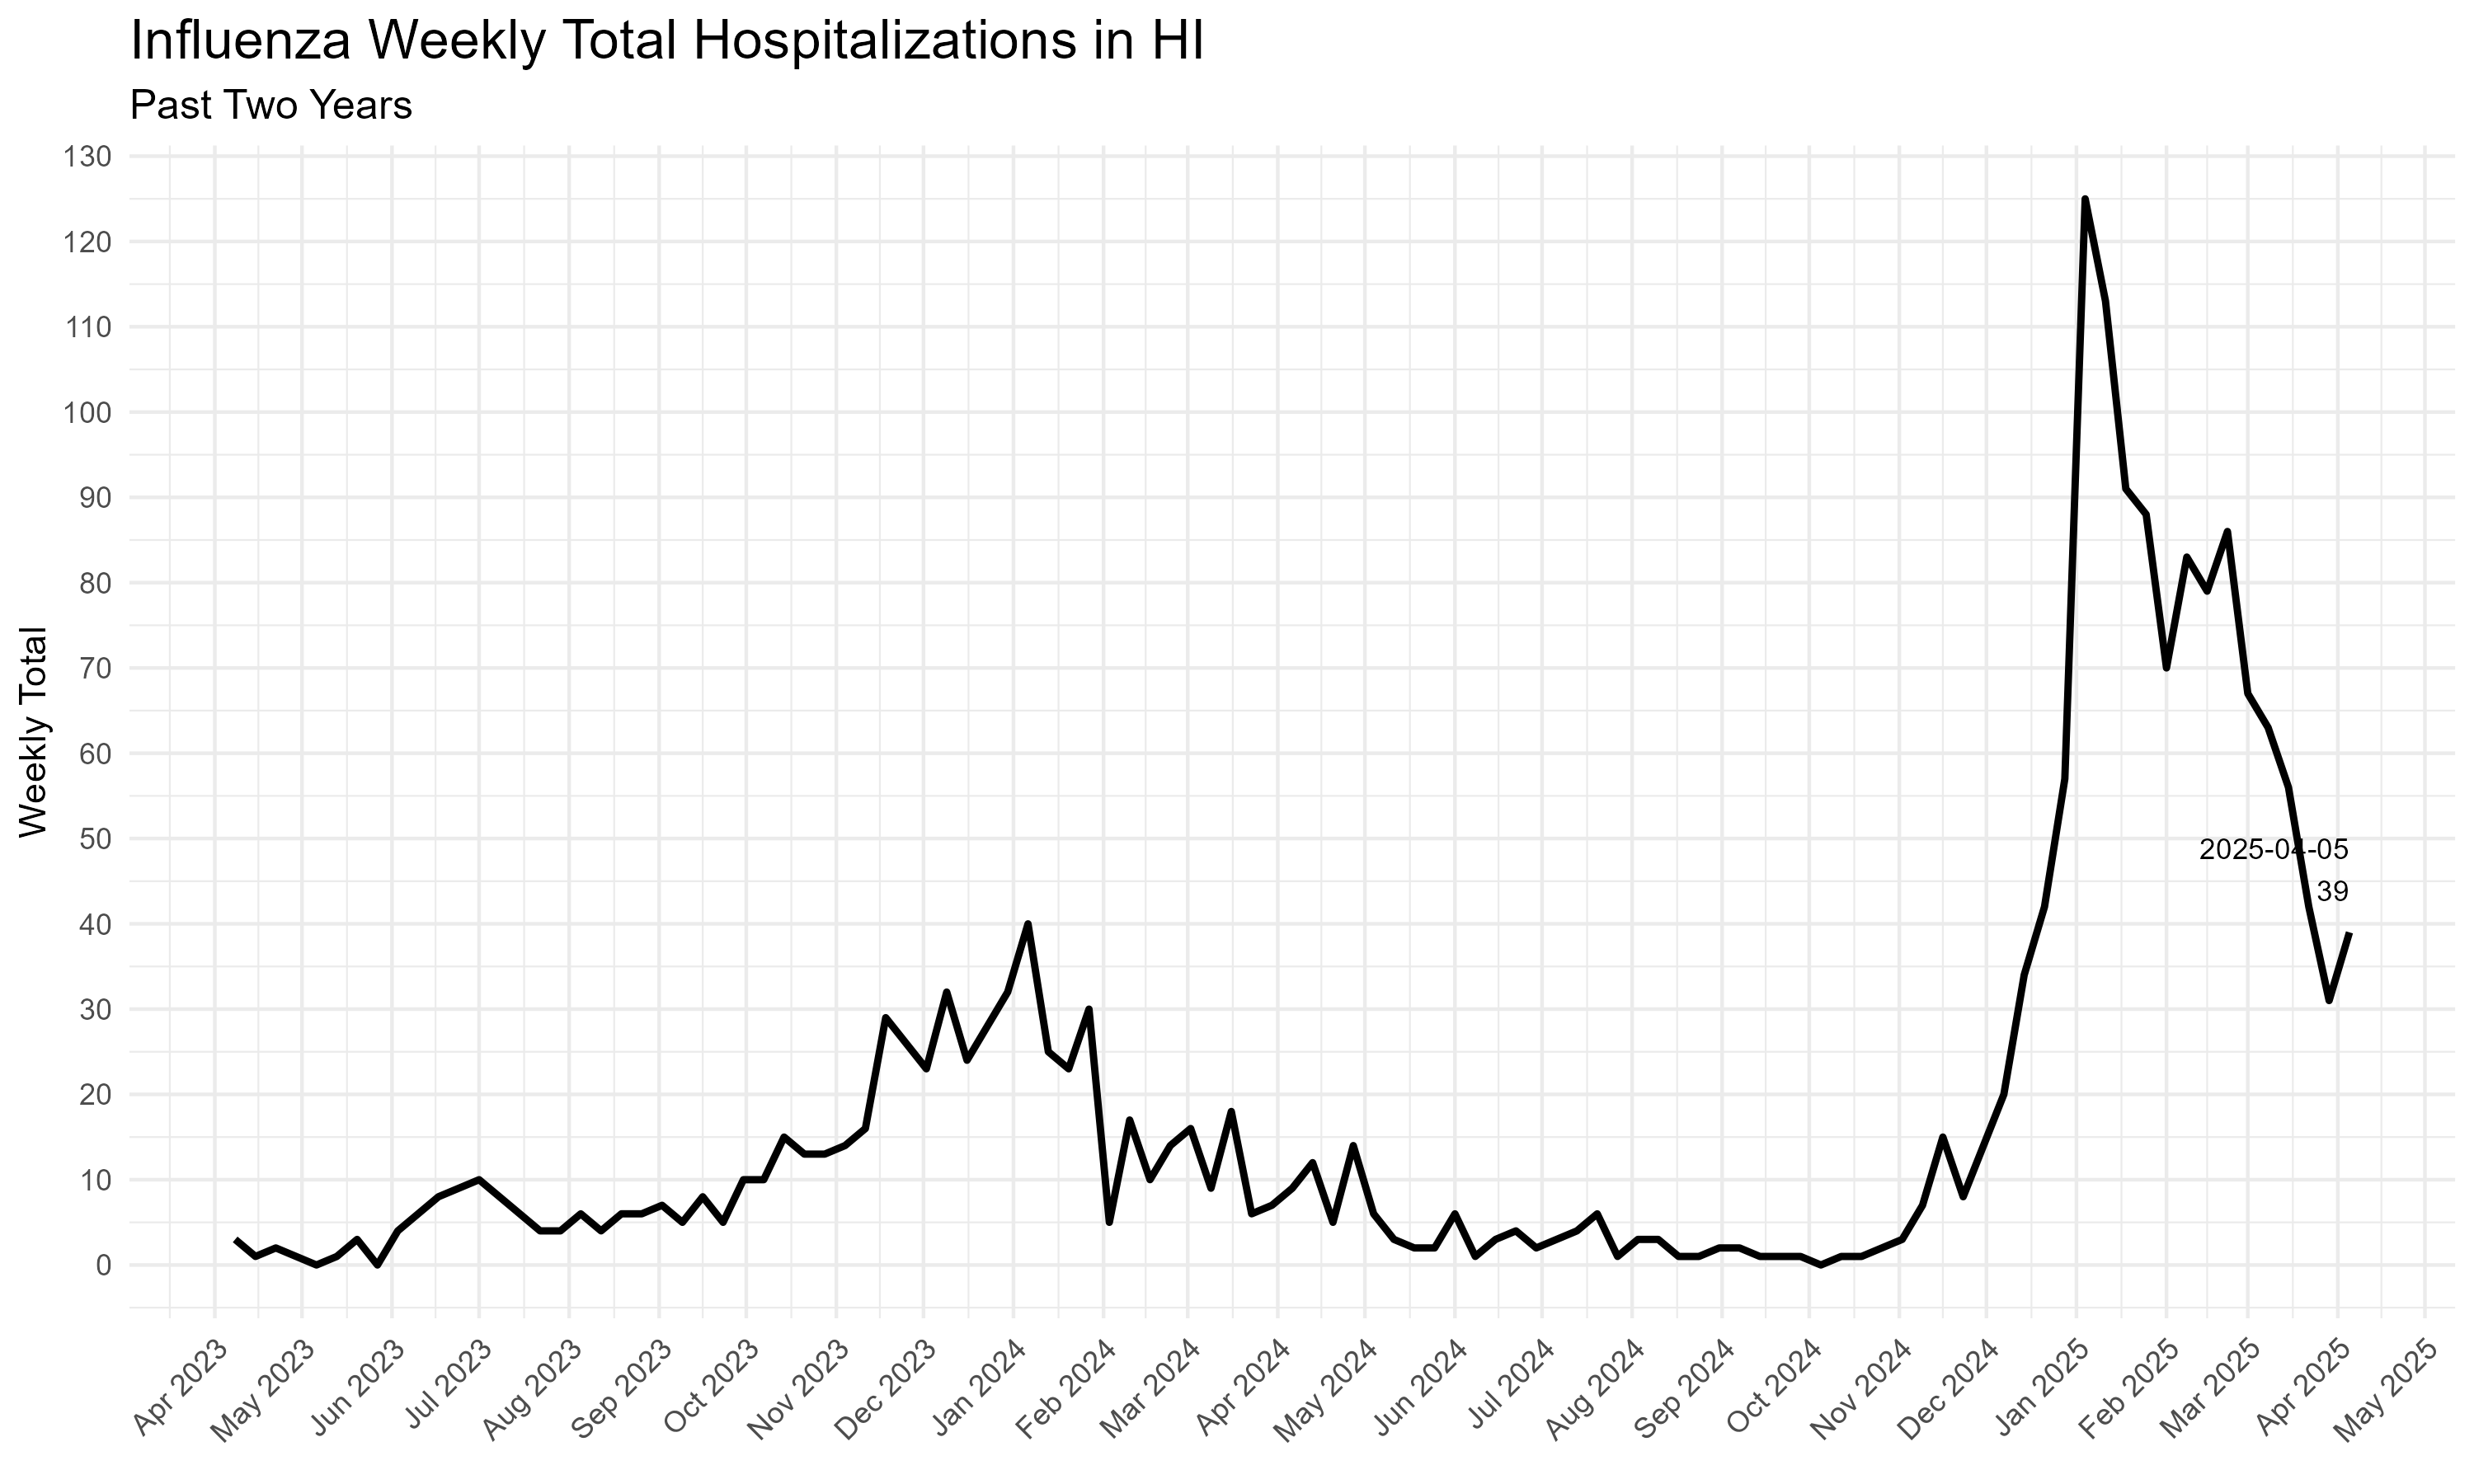 Influenza Weekly Total Hospitalizations in HI
Past Two Years
Weekly Total
130
120
110
100
90
80
70
60
50
40
30
20
10
0
2025-04-05
39
Apr 2023
May 2023
Jun 2023
Jul 2023
Aug 2023
Sep 2023
Oct 2023
Nov 2023
Dec 2023
Jan 2024
Feb 2024
Mar 2024
Apr 2024
May 2024
Jun 2024
Jul 2024
Aug 2024
Sep 2024
Oct 2024
Nov 2024
Dec 2024
Jan 2025
Feb 2025
Mar 2025
Apr 2025
May 2025